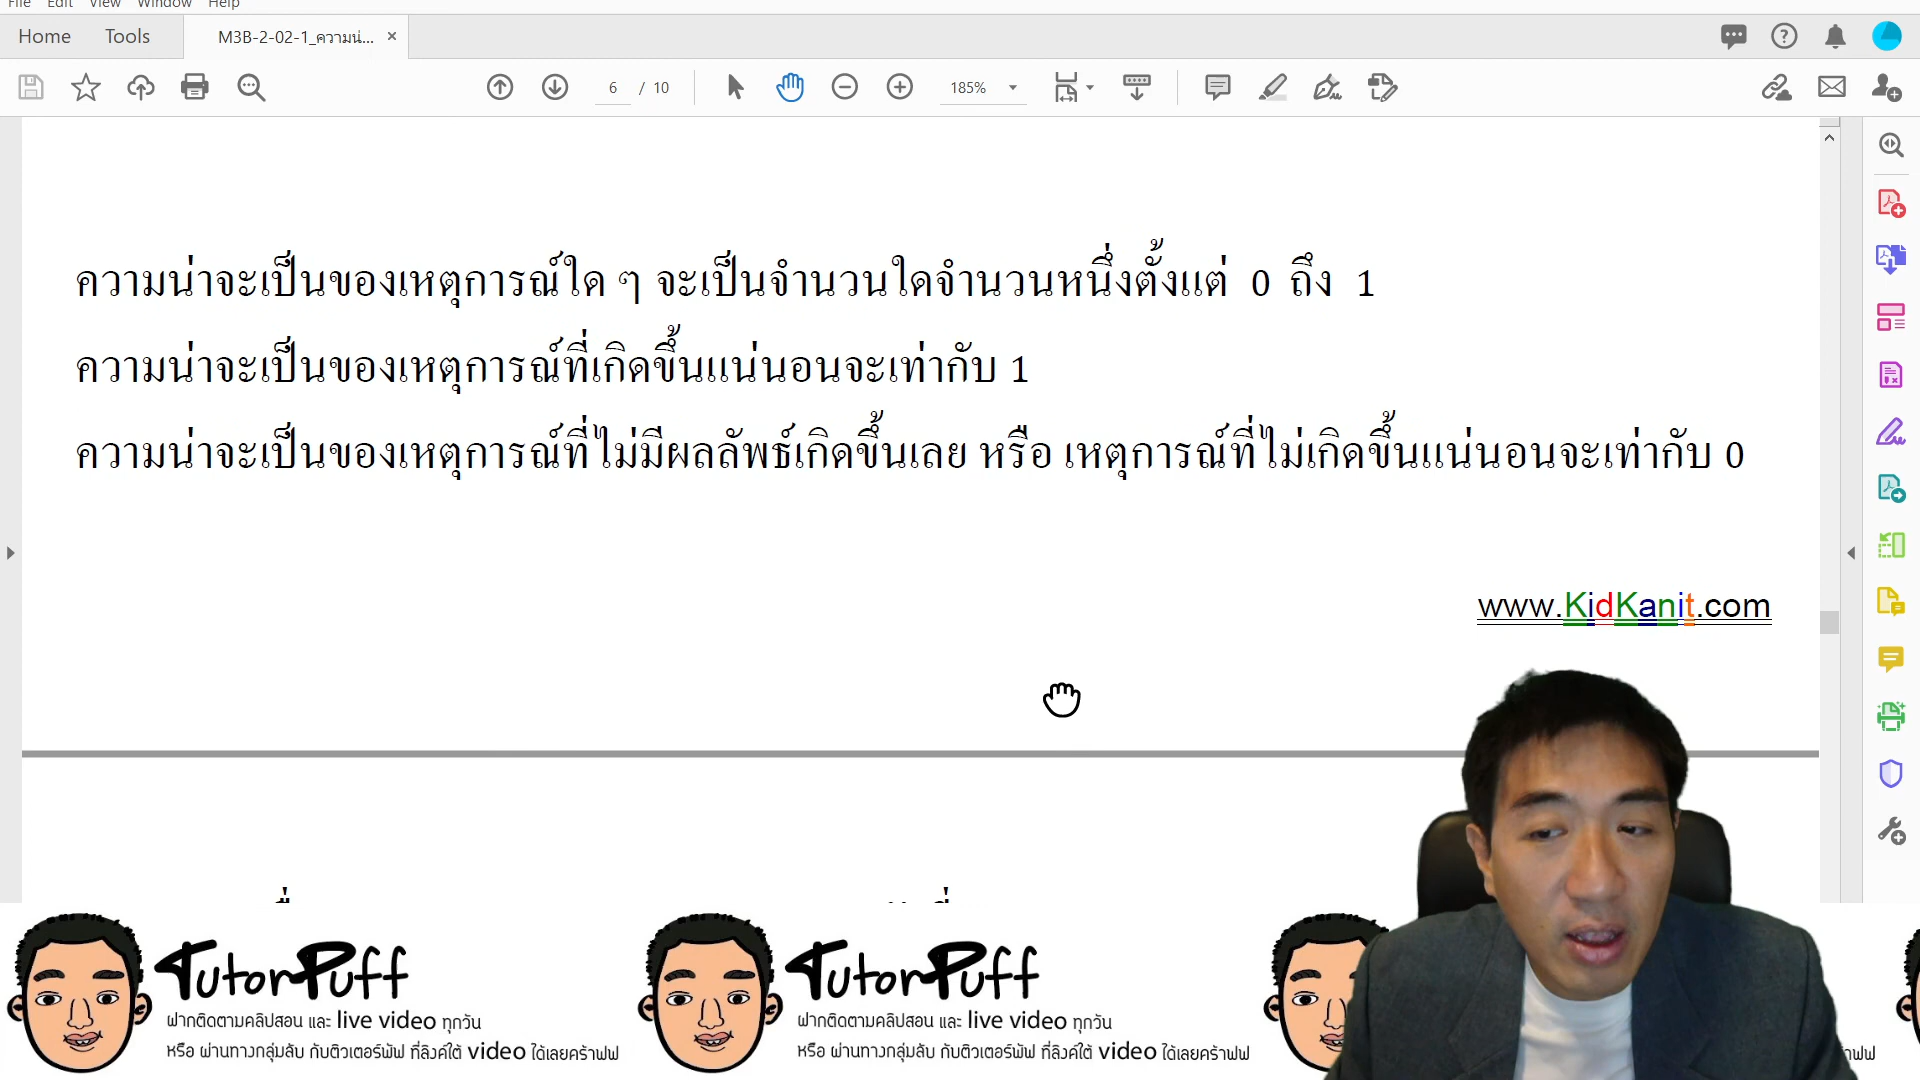 File Edit View Window Help
Home Tools M3B-2-02-1_ความน่... ×
6 / 10 185%
ความน่าจะเป็นของเหตุการณ์ใด ๆ จะเป็นจำนวนใดจำนวนหนึ่งตั้งแต่ 0 ถึง 1
ความน่าจะเป็นของเหตุการณ์ที่เกิดขึ้นแน่นอนจะเท่ากับ 1
ความน่าจะเป็นของเหตุการณ์ที่ไม่มีผลลัพธ์เกิดขึ้นเลย หรือ เหตุการณ์ที่ไม่เกิดขึ้นแน่นอนจะเท่ากับ 0
www.KidKanit.com
TutorPuff TutorPuff
ฝากติดตามคลิปสอน และ live video ทุกวัน ฝากติดตามคลิปสอน และ live video ทุกวัน
หรือ ผ่านทางกลุ่มลับ กับติวเตอร์พัฟ ที่ลิงค์ใต้ video ได้เลยคร้าฟฟ หรือ ผ่านทางกลุ่มลับ กับติวเตอร์พัฟ ที่ลิงค์ใต้ video ได้เลยคร้าฟฟ